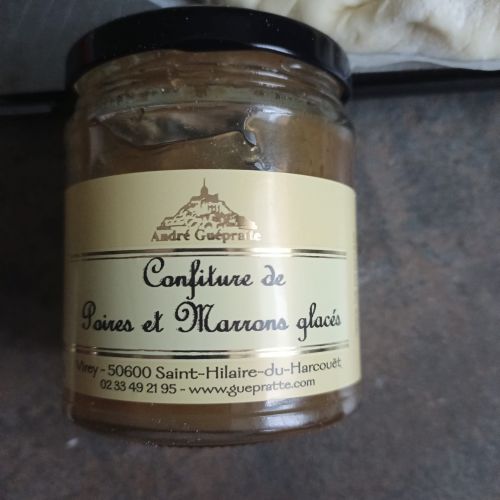 André Guépratte
Confiture de
Poires et Marrons glacés
Virey - 50600 Saint-Hilaire-du-Harcouët
02 33 49 21 95 - www.guepratte.com